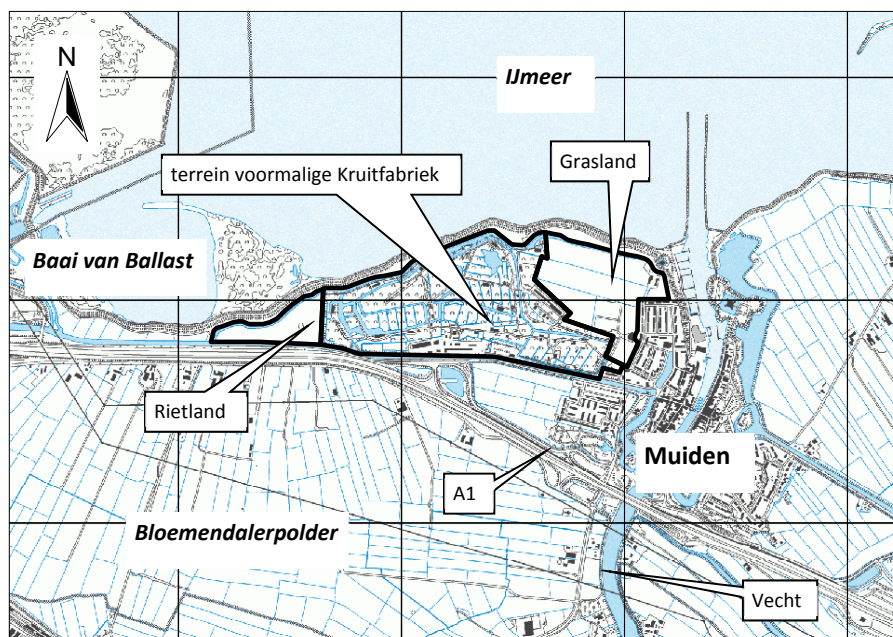 N
IJmeer
Grasland
terrein voormalige Kruitfabriek
Baai van Ballast
Rietland
Muiden
A1
Bloemendalerpolder
Vecht